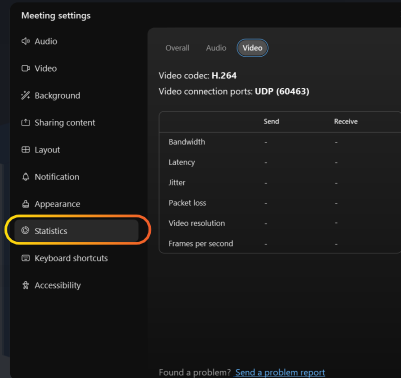 Meeting settings
Audio
Video
Background
Sharing content
Layout
Notification
Appearance
Statistics
Keyboard shortcuts
Accessibility
Overall Audio Video
Video codec: H.264
Video connection ports: UDP (60463)
Send Receive
Bandwidth - -
Latency - -
Jitter - -
Packet loss - -
Video resolution - -
Frames per second - -
Found a problem? Send a problem report